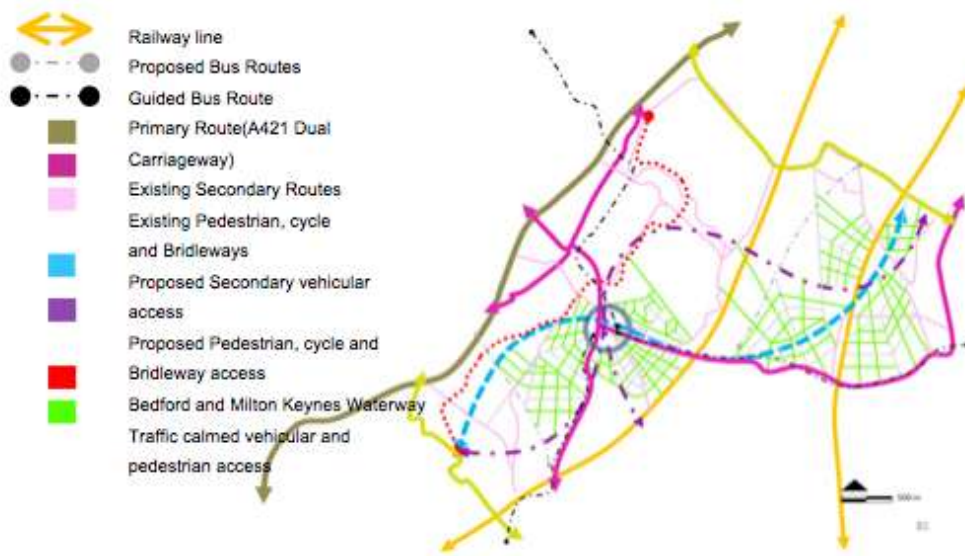 Railway line
Proposed Bus Routes
Guided Bus Route
Primary Route(A421 Dual
Carriageway)
Existing Secondary Routes
Existing Pedestrian, cycle
and Bridleways
Proposed Secondary vehicular
access
Proposed Pedestrian, cycle and
Bridleway access
Bedford and Milton Keynes Waterway
Traffic calmed vehicular and
pedestrian access